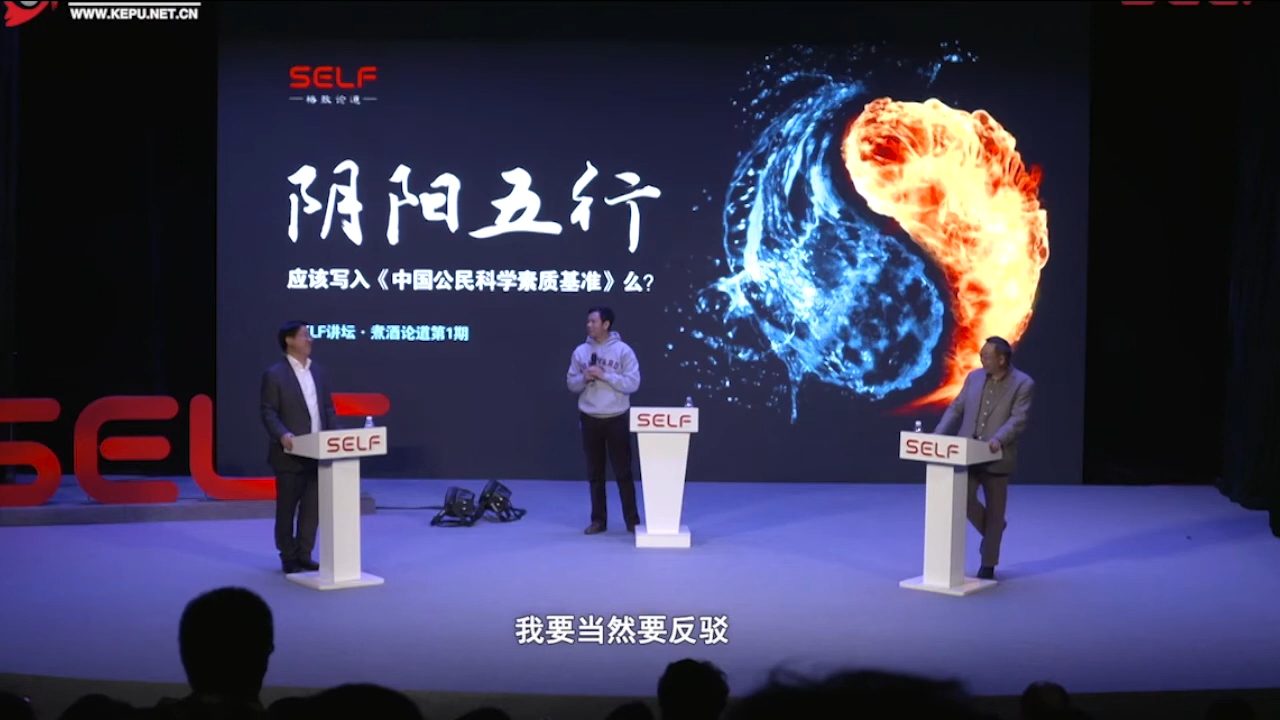 WWW.KEPU.NET.CN
SELF
格致论道
阴阳五行
应该写入《中国公民科学素质基准》么?
LF讲坛·煮酒论道第1期
SELF
SELF
SELF
SELF
我要当然要反驳